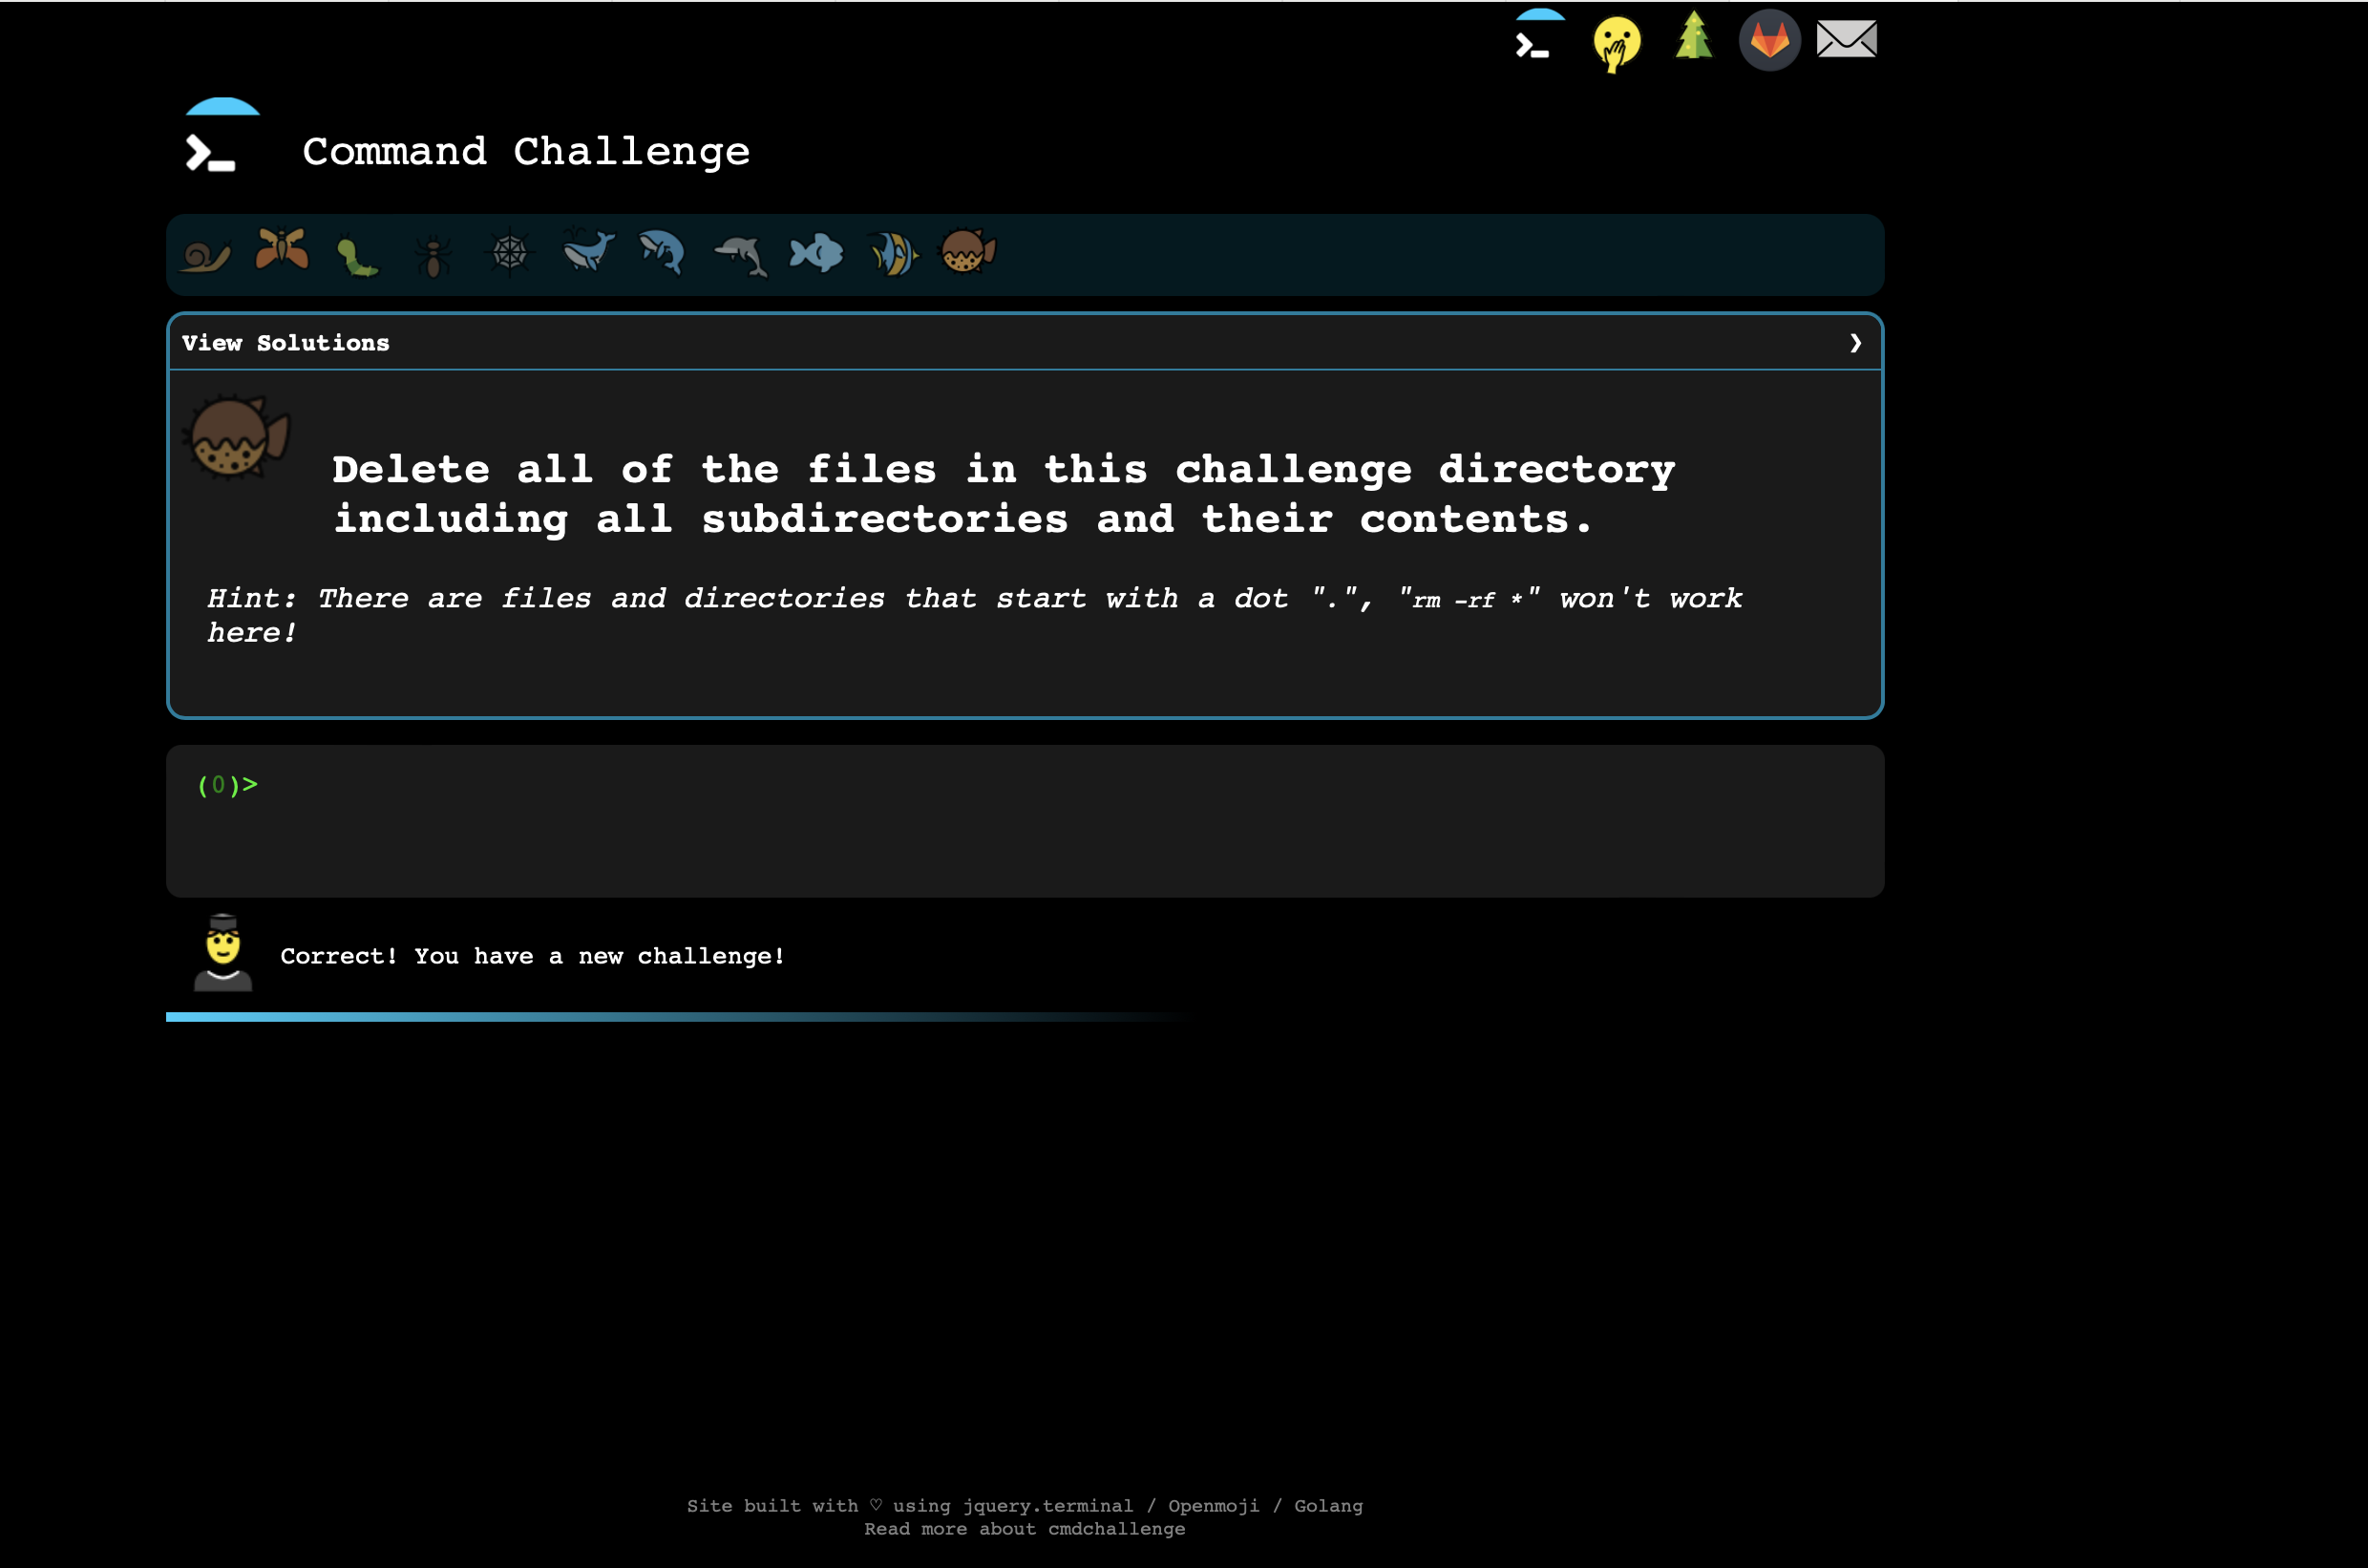 Command Challenge
View Solutions ❯
Delete all of the files in this challenge directory
including all subdirectories and their contents.
Hint: There are files and directories that start with a dot ".", "rm -rf *" won't work
here!
(0)>
Correct! You have a new challenge!
Site built with ♡ using jquery.terminal / Openmoji / Golang
Read more about cmdchallenge